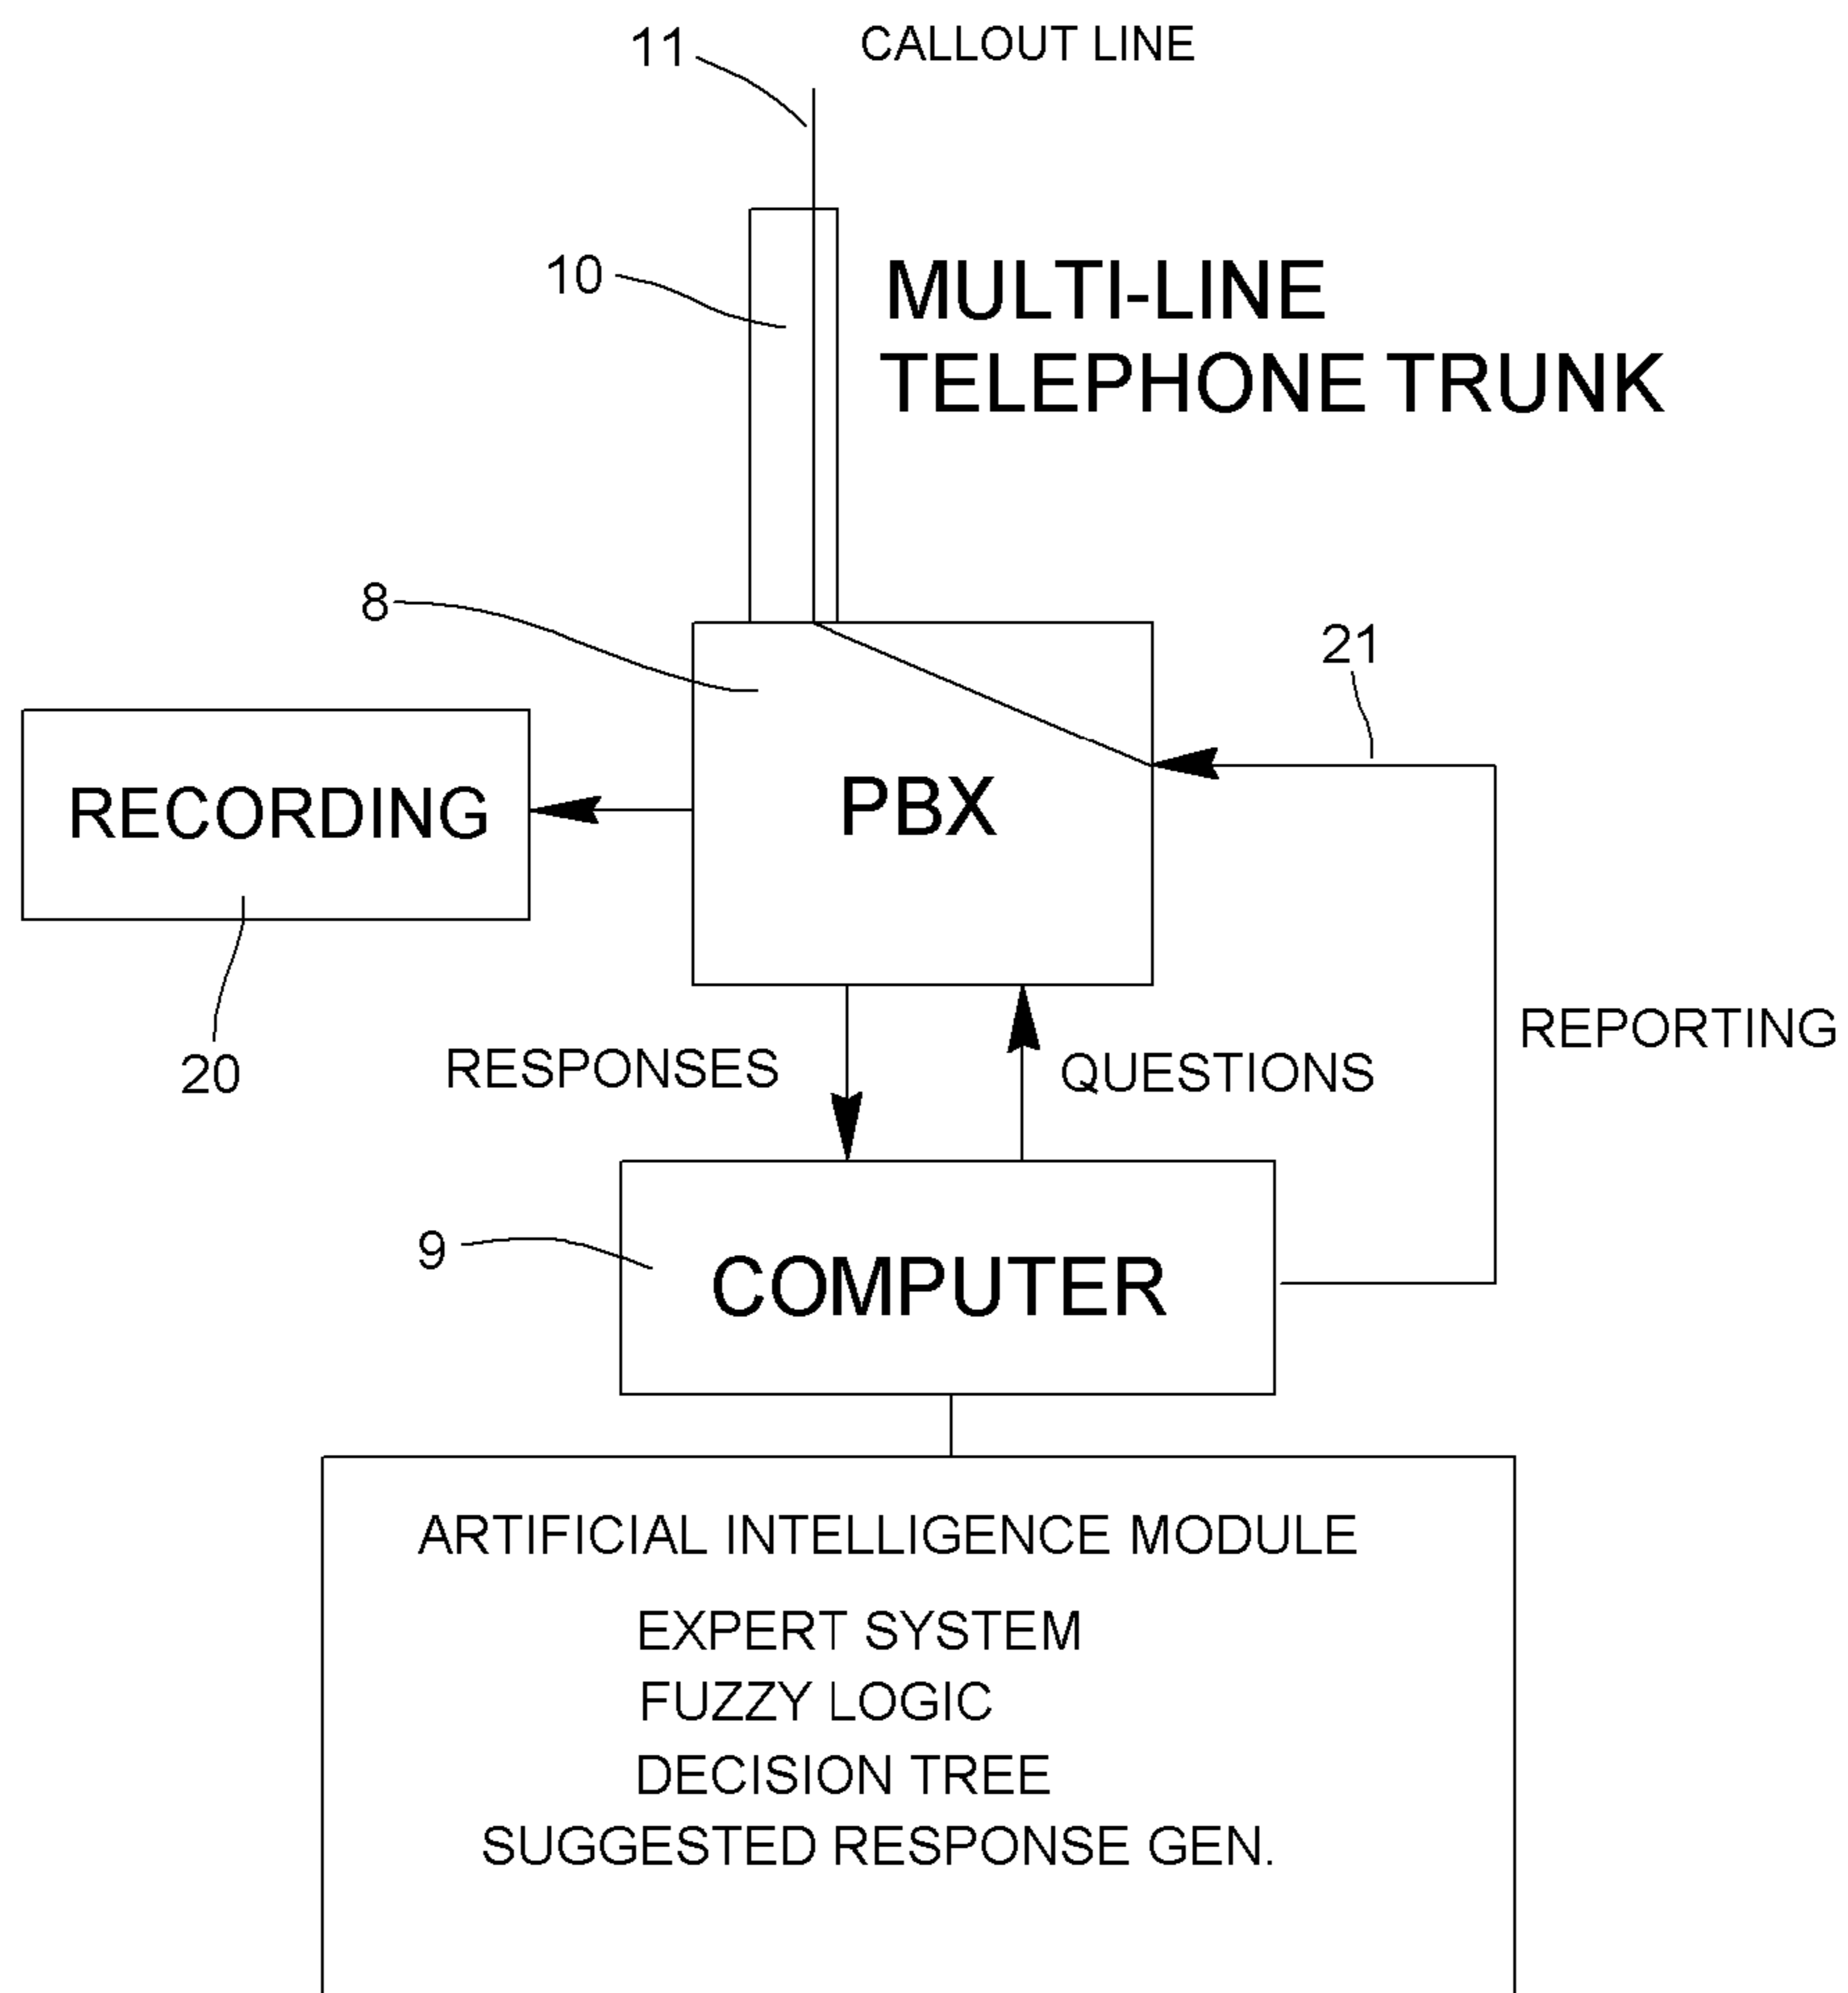 11
CALLOUT LINE
10
MULTI-LINE
TELEPHONE TRUNK
8
21
RECORDING
PBX
20
RESPONSES
QUESTIONS
REPORTING
9
COMPUTER
ARTIFICIAL INTELLIGENCE MODULE
EXPERT SYSTEM
FUZZY LOGIC
DECISION TREE
SUGGESTED RESPONSE GEN.